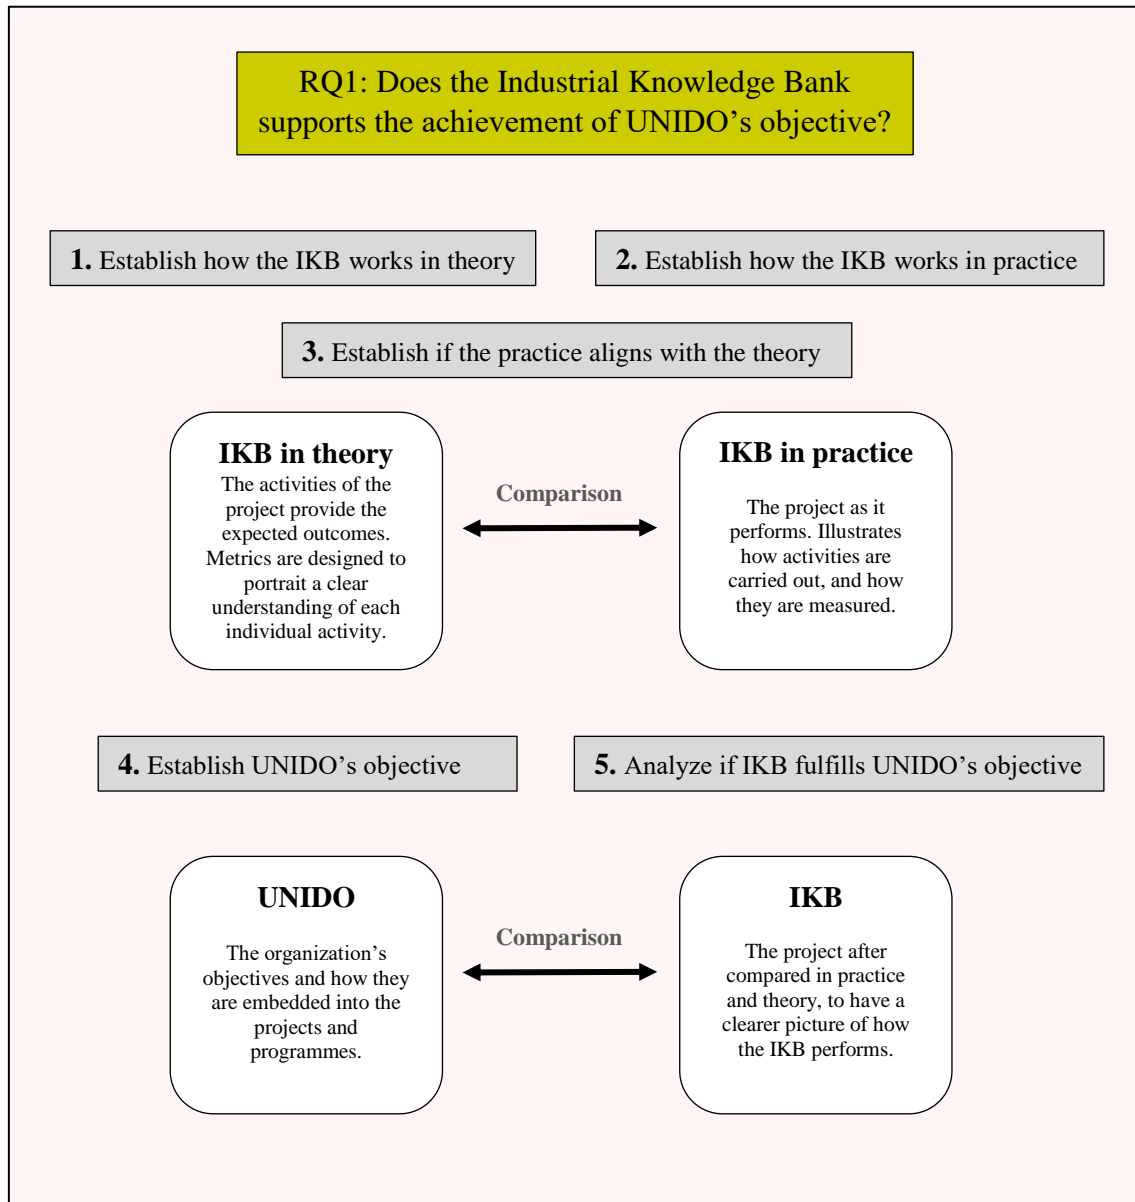 RQ1: Does the Industrial Knowledge Bank
supports the achievement of UNIDO’s objective?
1. Establish how the IKB works in theory
2. Establish how the IKB works in practice
3. Establish if the practice aligns with the theory
IKB in theory
The activities of the
project provide the
expected outcomes.
Metrics are designed to
portrait a clear
understanding of each
individual activity.
Comparison
IKB in practice
The project as it
performs. Illustrates
how activities are
carried out, and how
they are measured.
4. Establish UNIDO’s objective
5. Analyze if IKB fulfills UNIDO’s objective
UNIDO
The organization’s
objectives and how they
are embedded into the
projects and
programmes.
Comparison
IKB
The project after
compared in practice
and theory, to have a
clearer picture of how
the IKB performs.